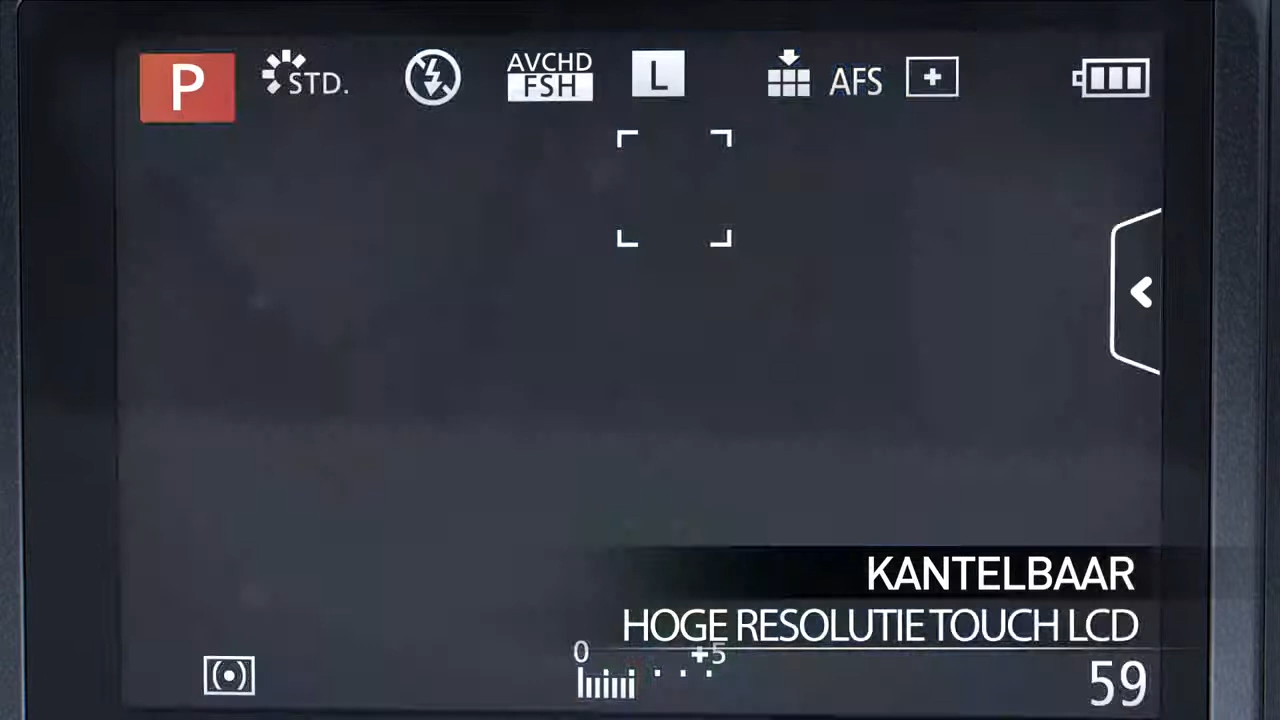 P STD. AVCHD FSH L AFS
KANTELBAAR
HOGE RESOLUTIE TOUCH LCD
0 +5
59